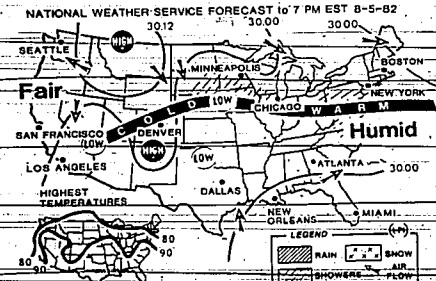 NATIONAL WEATHER SERVICE FORECAST to 7 PM EST 8-5-82
30.12
30.00
30.00
SEATTLE
HIGH
MINNEAPOLIS
BOSTON
Fair
NEW YORK
COLD
LOW
CHICAGO
WARM
SAN FRANCISCO
DENVER
Humid
LOW
HIGH
LOW
ATLANTA
LOS ANGELES
30.00
HIGHEST
TEMPERATURES
DALLAS
NEW
ORLEANS
MIAMI
LEGEND
RAIN
SNOW
SHOWERS
AIR
FLOW
80
90
80
90